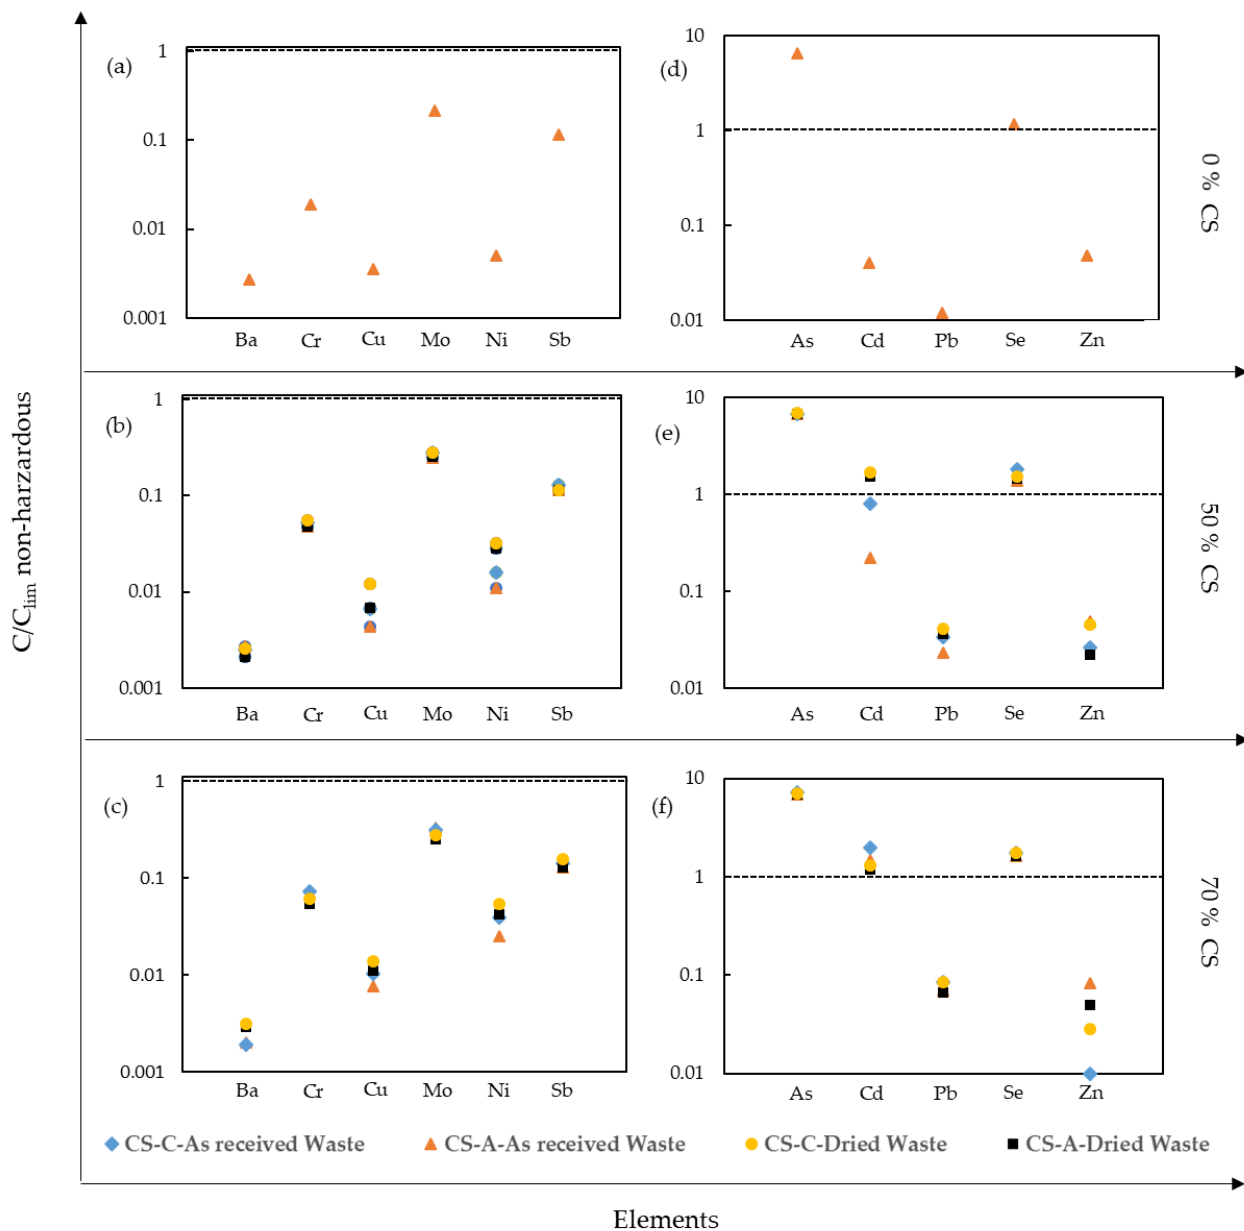 C/Clim non-harzardous
(a)
1
0.1
0.01
0.001
Ba Cr Cu Mo Ni Sb
(d)
10
1
0.1
0.01
As Cd Pb Se Zn
0 % CS
(b)
1
0.1
0.01
0.001
Ba Cr Cu Mo Ni Sb
(e)
10
1
0.1
0.01
As Cd Pb Se Zn
50 % CS
(c)
1
0.1
0.01
0.001
Ba Cr Cu Mo Ni Sb
(f)
10
1
0.1
0.01
As Cd Pb Se Zn
70 % CS
CS-C-As received Waste CS-A-As received Waste CS-C-Dried Waste CS-A-Dried Waste
Elements